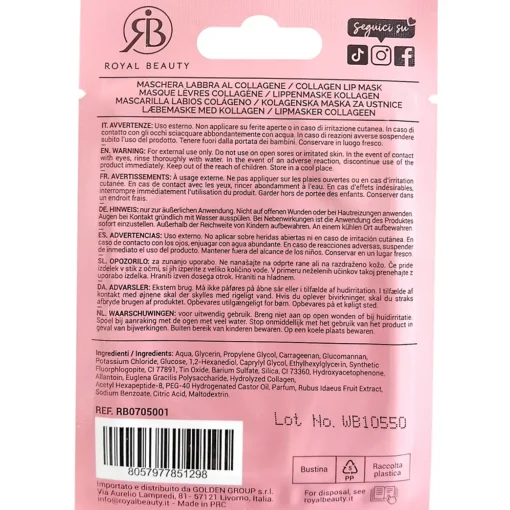 RB
ROYAL BEAUTY
Seguici su
MASCHERA LABBRA AL COLLAGENE / COLLAGEN LIP MASK
MASQUE LÈVRES COLLAGÈNE / LIPPENMASKE KOLLAGEN
MASCARILLA LABIOS COLAGENO / KOLAGENSKA MASKA ZA USTNICE
LÆBEMASKE MED KOLLAGEN / LIPMASKER COLLAGEEN
IT. AVVERTENZE: Uso esterno. Non applicare su ferite aperte o in caso di irritazione cutanea. In caso di
contatto con gli occhi sciacquare abbondantemente con acqua. In caso di reazioni avverse sospendere
subito l'uso del prodotto. Tenere fuori dalla portata dei bambini. Conservare in luogo fresco.
EN. WARNING: For external use only. Do not use on open sores or irritated skin. In the event of contact
with eyes, rinse thoroughly with water. In the event of an adverse reaction, discontinue use of the
product immediately. Keep out of the reach of children. Store in a cool place.
FR. AVERTISSEMENTS: À usage externe. Ne pas appliquer sur les plaies ouvertes ou en cas d'irritation
cutanée. En cas de contact avec les yeux, rincer abondamment à l'eau. En cas d'effets indésirables,
interrompre immédiatement l'utilisation du produit. Garder hors de portée des enfants. Conserver dans
un endroit frais.
DE. HINWEIS: nur zur äußerlichen Anwendung. Nicht auf offenen Wunden oder bei Hautreizungen anwenden.
Augen bei Kontakt gründlich mit Wasser ausspülen. Bei Nebenwirkungen ist die Anwendung des Produktes
sofort einzustellen. Außerhalb der Reichweite von Kindern aufbewahren. An einem kühlen Ort aufbewahren
ES. ADVERTENCIAS: Uso externo. No aplicar sobre heridas abiertas ni en caso de irritación cutánea. En
caso de contacto con los ojos, enjuagar con agua abundante. En caso de reacciones adversas, suspender
de inmediato el uso del producto. Mantener fuera del alcance de los niños. Conservar en un lugar fresco
SL. OPOZORILO: za zunanjo uporabo. Ne nanašajte na odprte rane ali na razdraženo kožo. Če pride
izdelek v stik z očmi, si jih izperite z veliko količino vode. V primeru neželenih učinkov takoj prenehajte z
uporabo izdelka. Hraniti izven dosega otrok. Hraniti na hladnem.
DA. ADVARSLER: Ekstern brug. Må ikke påføres på åbne sår eller i tilfælde af hudirritation. I tilfælde af
kontakt med øjnene skal der skylles med rigeligt vand. Hvis du oplever bivirkninger, skal du straks
afbryde brugen af produktet. Opbevares utilgængeligt for børn. Opbevares på et køligt sted.
NL. WAARSCHUWINGEN: voor uitwendig gebruik. Breng niet aan op open wonden of bij huidirritatie.
Spoel bij aanraking met de ogen met veel water. Stop onmiddellijk met het gebruik van het product in
geval van bijwerkingen. Buiten bereik van kinderen bewaren. Op een koele plaats bewaren.
Ingredienti / Ingredients: Aqua, Glycerin, Propylene Glycol, Carrageenan, Glucomannan,
Potassium Chloride, Glucose, 1,2-Hexanediol, Caprylyl Glycol, Ethylhexylglycerin, Synthetic
Fluorphlogopite, CI 77891, Tin Oxide, Barium Sulfate, Silica, CI 73360, Hydroxyacetophenone,
Allantoin, Euglena Gracilis Polysaccharide, Hydrolyzed Collagen,
Acetyl Hexapeptide-8, PEG-40 Hydrogenated Castor Oil, Parfum, Rubus Idaeus Fruit Extract,
Sodium Benzoate, Citric Acid, Maltodextrin.
REF. RB0705001
Lot No. WB10550
8057977851298
Bustina
5
PP
Raccolta
plastica
For disposal, see
royalbeauty.it
Importato e distribuito da GOLDEN GROUP s.r.l.
Via Aurelio Lampredi, 81 - 57121 Livorno, Italia.
info@royalbeauty.it
Made in PRC